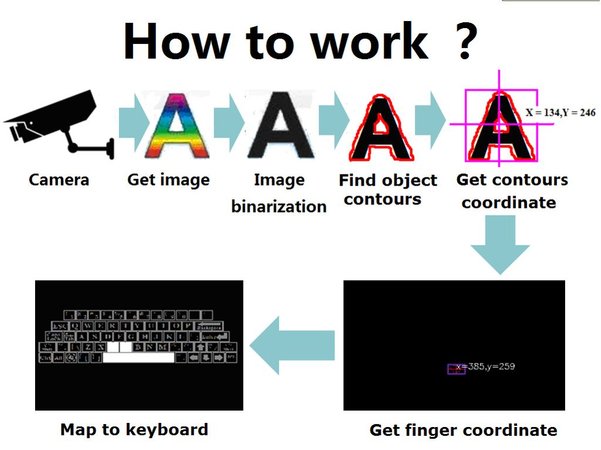 How to work ?
X = 134,Y = 246
Camera
Get image
Image
binarization
Find object
contours
Get contours
coordinate
x=385,y=259
Q W E R T Y U I O P
Z X B N M
Map to keyboard
Get finger coordinate